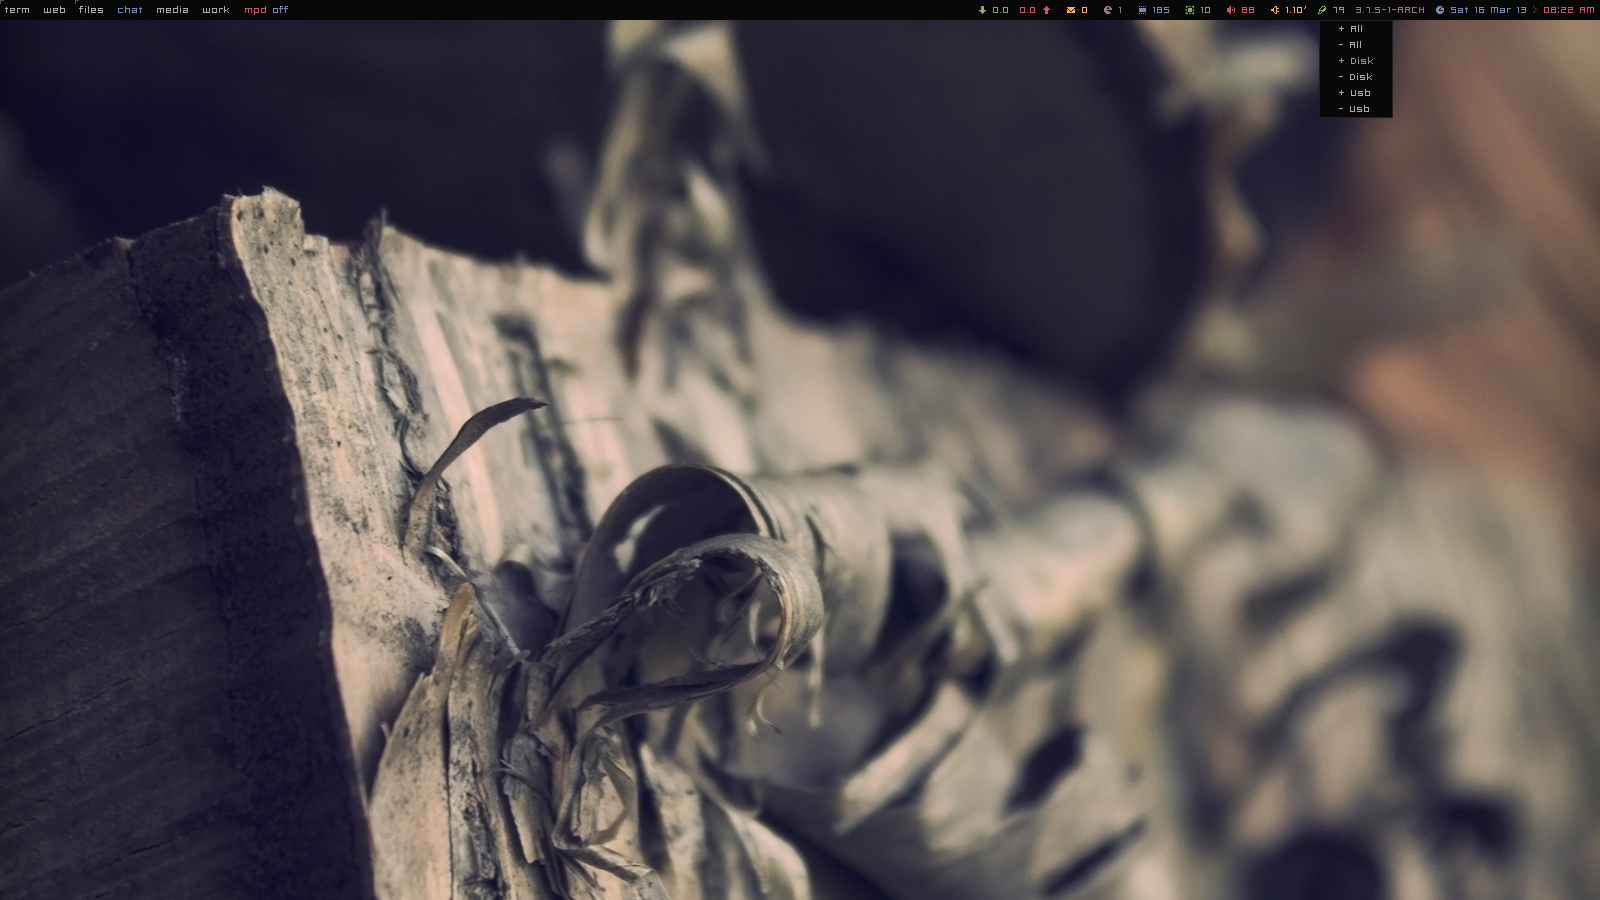 term web files chat media work mpd off 0.0 0.0 0 1 185 10 88 1.10' 79 3.7.5-1-ARCH Sat 16 Mar 13 08:22 AM
+ All
- All
+ Disk
- Disk
+ Usb
- Usb